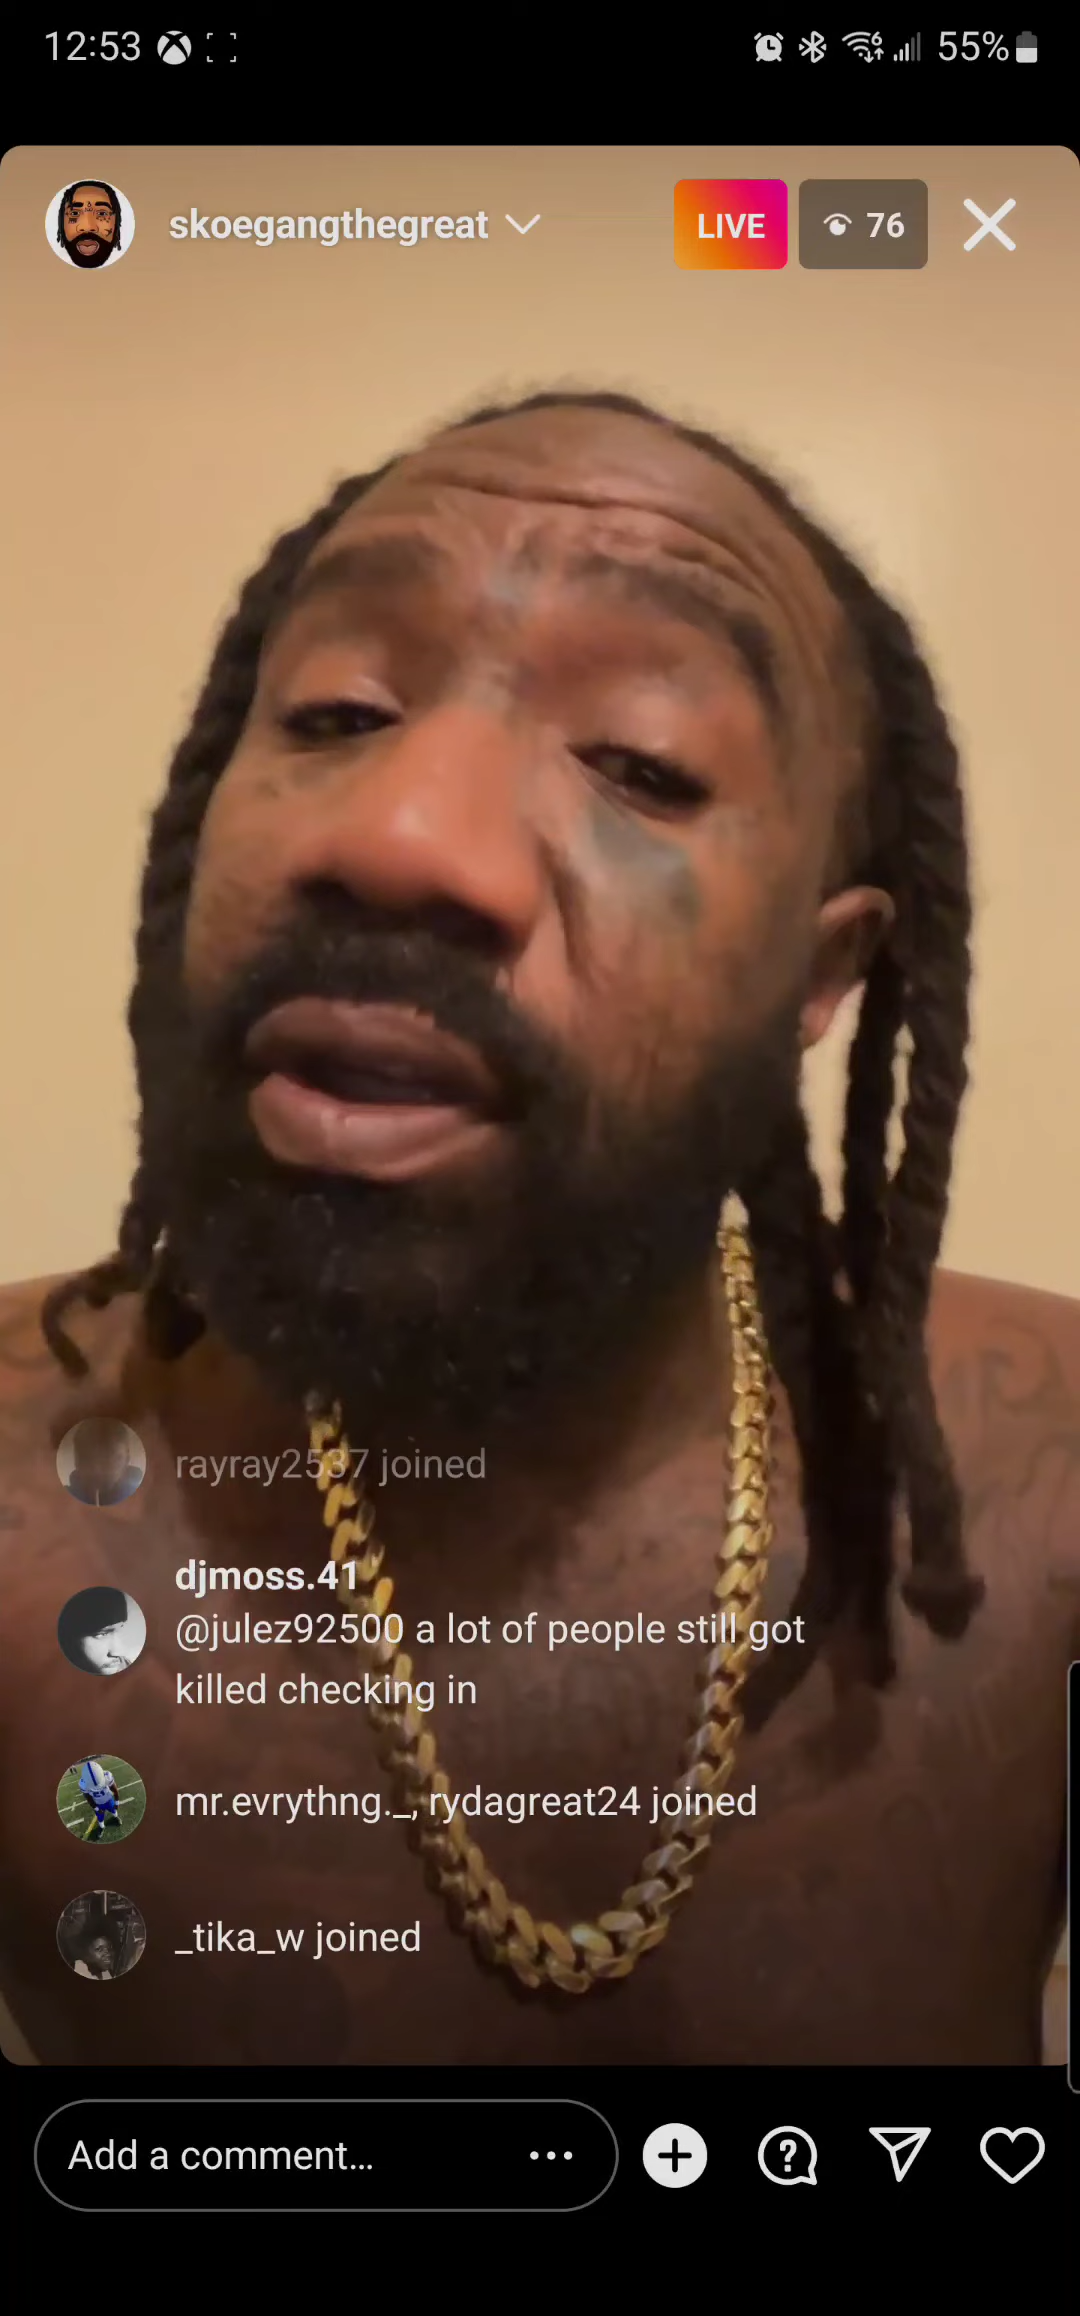 12:53
6
55%
skoegangthegreat
LIVE
76
rayray2537 joined
djmoss.41
@julez92500 a lot of people still got
killed checking in
mr.evrythng._, rydagreat24 joined
_tika_w joined
Add a comment...
?